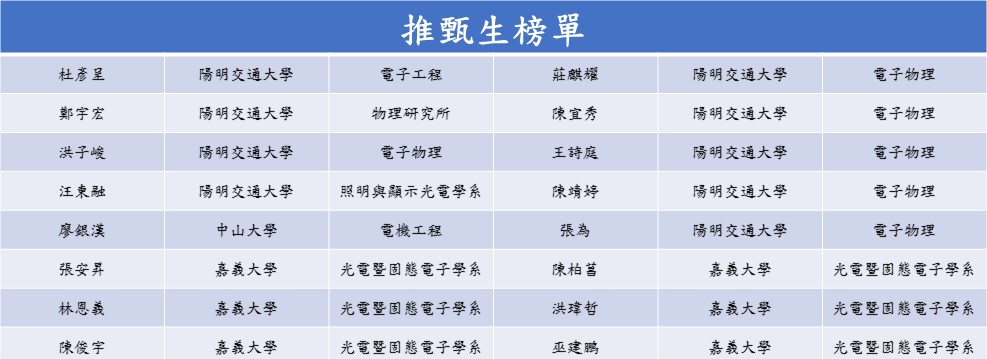 推甄生榜單
杜彥呈 陽明交通大學 電子工程 莊麒耀 陽明交通大學 電子物理
鄭宇宏 陽明交通大學 物理研究所 陳宜秀 陽明交通大學 電子物理
洪子峻 陽明交通大學 電子物理 王詩庭 陽明交通大學 電子物理
汪東融 陽明交通大學 照明與顯示光電學系 陳靖婷 陽明交通大學 電子物理
廖銀漢 中山大學 電機工程 張為 陽明交通大學 電子物理
張安昇 嘉義大學 光電暨固態電子學系 陳柏菖 嘉義大學 光電暨固態電子學系
林恩義 嘉義大學 光電暨固態電子學系 洪瑋哲 嘉義大學 光電暨固態電子學系
陳俊宇 嘉義大學 光電暨固態電子學系 巫建鵬 嘉義大學 光電暨固態電子學系